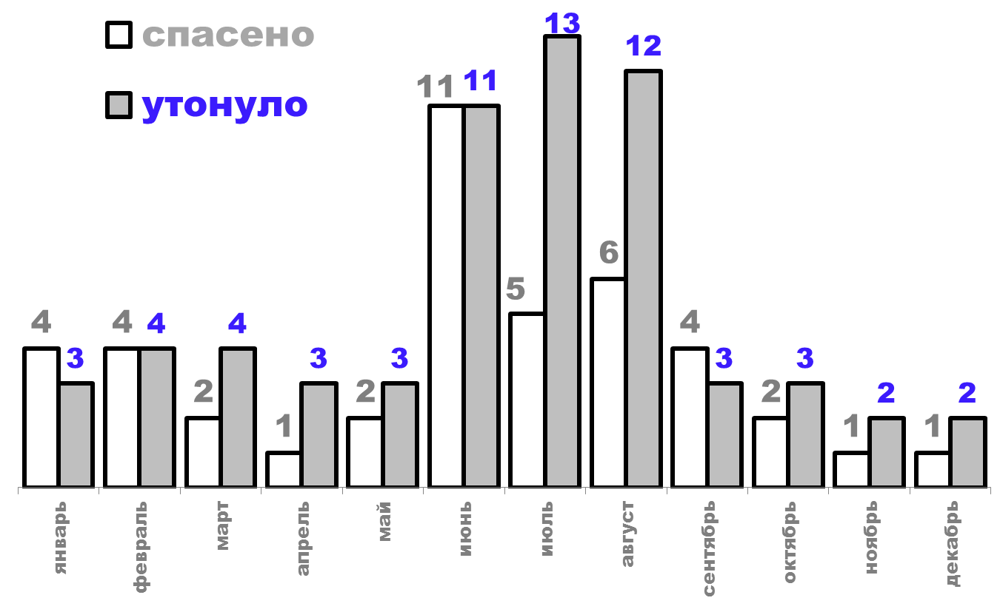 спасено
утонуло
4 3 4 4 2 4 1 3 2 3 11 11 5 13 6 12 4 3 2 3 1 2 1 2
январь
февраль
март
апрель
май
июнь
июль
август
сентябрь
октябрь
ноябрь
декабрь